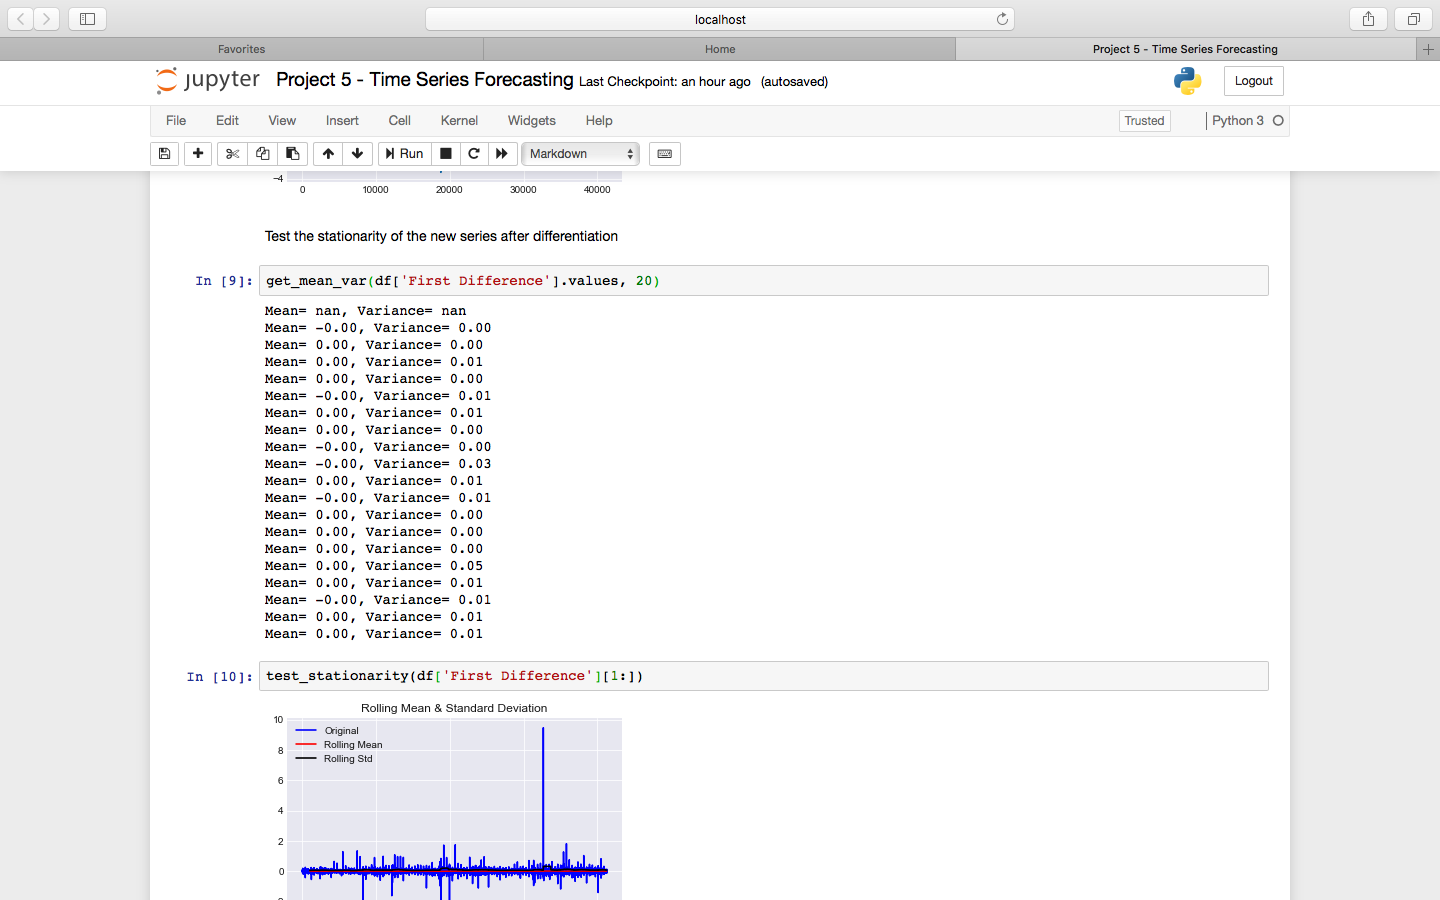 localhost
Favorites
Home
Project 5 - Time Series Forecasting
jupyter
Project 5 - Time Series Forecasting Last Checkpoint: an hour ago (autosaved)
Logout
File Edit View Insert Cell Kernel Widgets Help
Trusted
Python 3
Run
Markdown
−4
0 10000 20000 30000 40000
Test the stationarity of the new series after differentiation
In [9]:
get_mean_var(df['First Difference'].values, 20)
Mean= nan, Variance= nan
Mean= -0.00, Variance= 0.00
Mean= 0.00, Variance= 0.00
Mean= 0.00, Variance= 0.01
Mean= 0.00, Variance= 0.00
Mean= -0.00, Variance= 0.01
Mean= 0.00, Variance= 0.01
Mean= 0.00, Variance= 0.00
Mean= -0.00, Variance= 0.00
Mean= -0.00, Variance= 0.03
Mean= 0.00, Variance= 0.01
Mean= -0.00, Variance= 0.01
Mean= 0.00, Variance= 0.00
Mean= 0.00, Variance= 0.00
Mean= 0.00, Variance= 0.00
Mean= 0.00, Variance= 0.05
Mean= 0.00, Variance= 0.01
Mean= -0.00, Variance= 0.01
Mean= 0.00, Variance= 0.01
Mean= 0.00, Variance= 0.01
In [10]:
test_stationarity(df['First Difference'][1:])
Rolling Mean & Standard Deviation
10
Original
Rolling Mean
8
Rolling Std
6
4
2
0